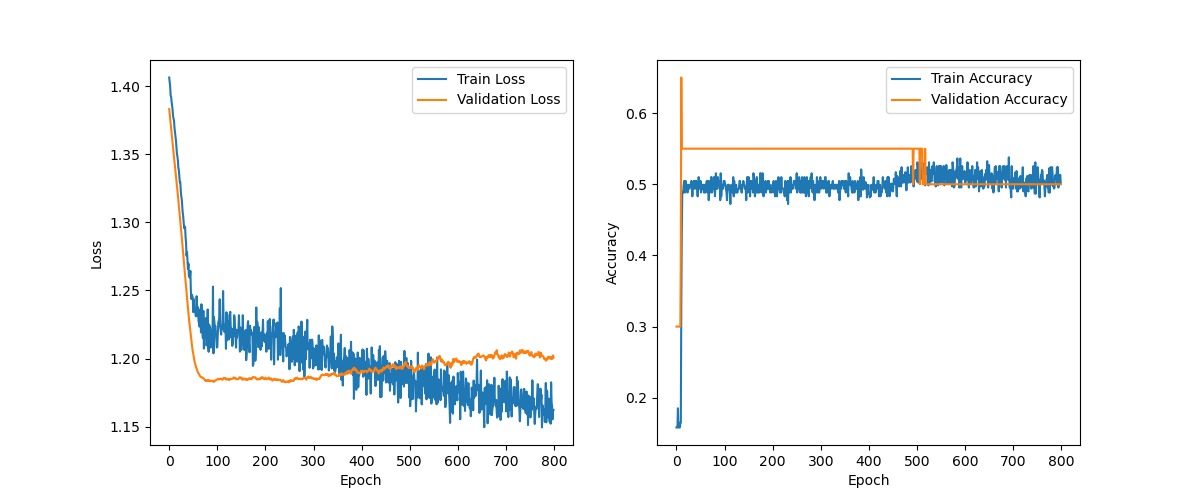 Train Loss
Validation Loss
1.40
1.35
1.30
1.25
1.20
1.15
Loss
0 100 200 300 400 500 600 700 800
Epoch
Train Accuracy
Validation Accuracy
0.6
0.5
0.4
0.3
0.2
Accuracy
0 100 200 300 400 500 600 700 800
Epoch